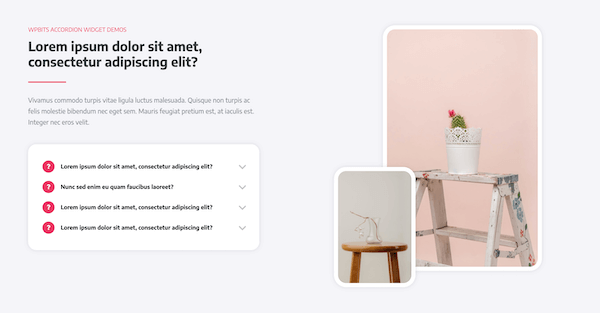 WPBITS ACCORDION WIDGET DEMOS
Lorem ipsum dolor sit amet,
consectetur adipiscing elit?
Vivamus commodo turpis vitae ligula luctus malesuada. Quisque non turpis ac
felis molestie bibendum nec eget sem. Mauris feugiat pretium est, at iaculis est.
Integer nec eros velit.
? Lorem ipsum dolor sit amet, consectetur adipiscing elit?
? Nunc sed enim eu quam faucibus laoreet?
? Lorem ipsum dolor sit amet, consectetur adipiscing elit?
? Lorem ipsum dolor sit amet, consectetur adipiscing elit?